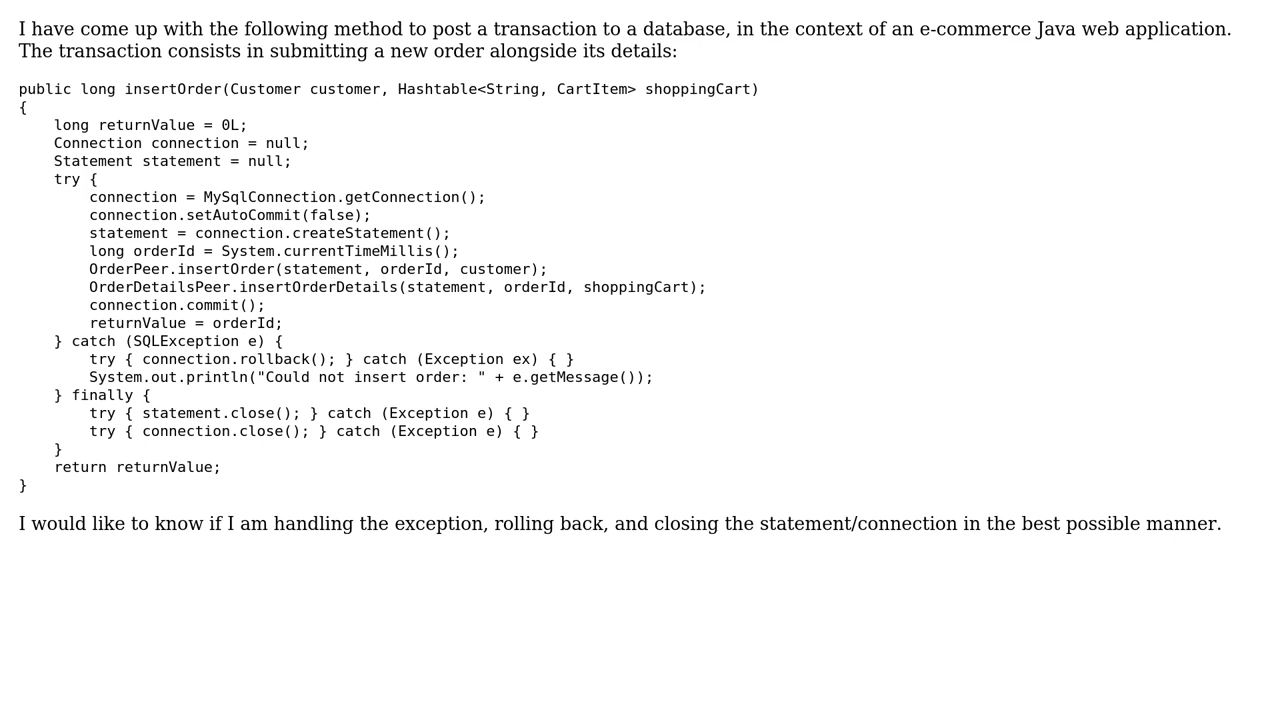 I have come up with the following method to post a transaction to a database, in the context of an e-commerce Java web application.
The transaction consists in submitting a new order alongside its details:
public long insertOrder(Customer customer, Hashtable<String, CartItem> shoppingCart)
{
    long returnValue = 0L;
    Connection connection = null;
    Statement statement = null;
    try {
        connection = MySqlConnection.getConnection();
        connection.setAutoCommit(false);
        statement = connection.createStatement();
        long orderId = System.currentTimeMillis();
        OrderPeer.insertOrder(statement, orderId, customer);
        OrderDetailsPeer.insertOrderDetails(statement, orderId, shoppingCart);
        connection.commit();
        returnValue = orderId;
    } catch (SQLException e) {
        try { connection.rollback(); } catch (Exception ex) { }
        System.out.println("Could not insert order: " + e.getMessage());
    } finally {
        try { statement.close(); } catch (Exception e) { }
        try { connection.close(); } catch (Exception e) { }
    }
    return returnValue;
}
I would like to know if I am handling the exception, rolling back, and closing the statement/connection in the best possible manner.